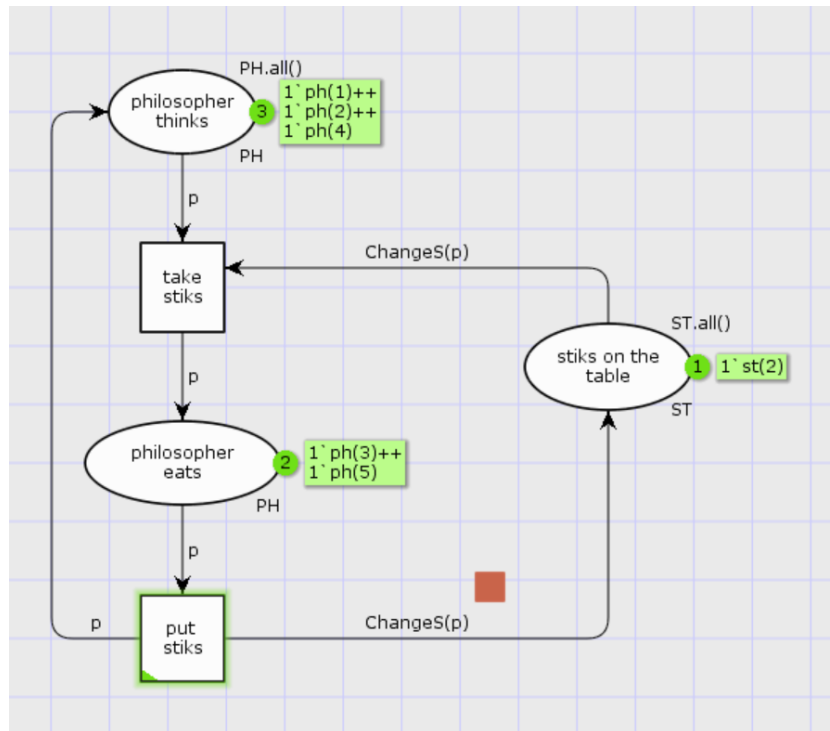 PH.all()
philosopher
thinks
3
1`ph(1)++
1`ph(2)++
1`ph(4)
PH
p
take
stiks
ChangeS(p)
ST.all()
stiks on the
table
1
1`st(2)
ST
p
philosopher
eats
2
1`ph(3)++
1`ph(5)
PH
p
p
put
stiks
ChangeS(p)